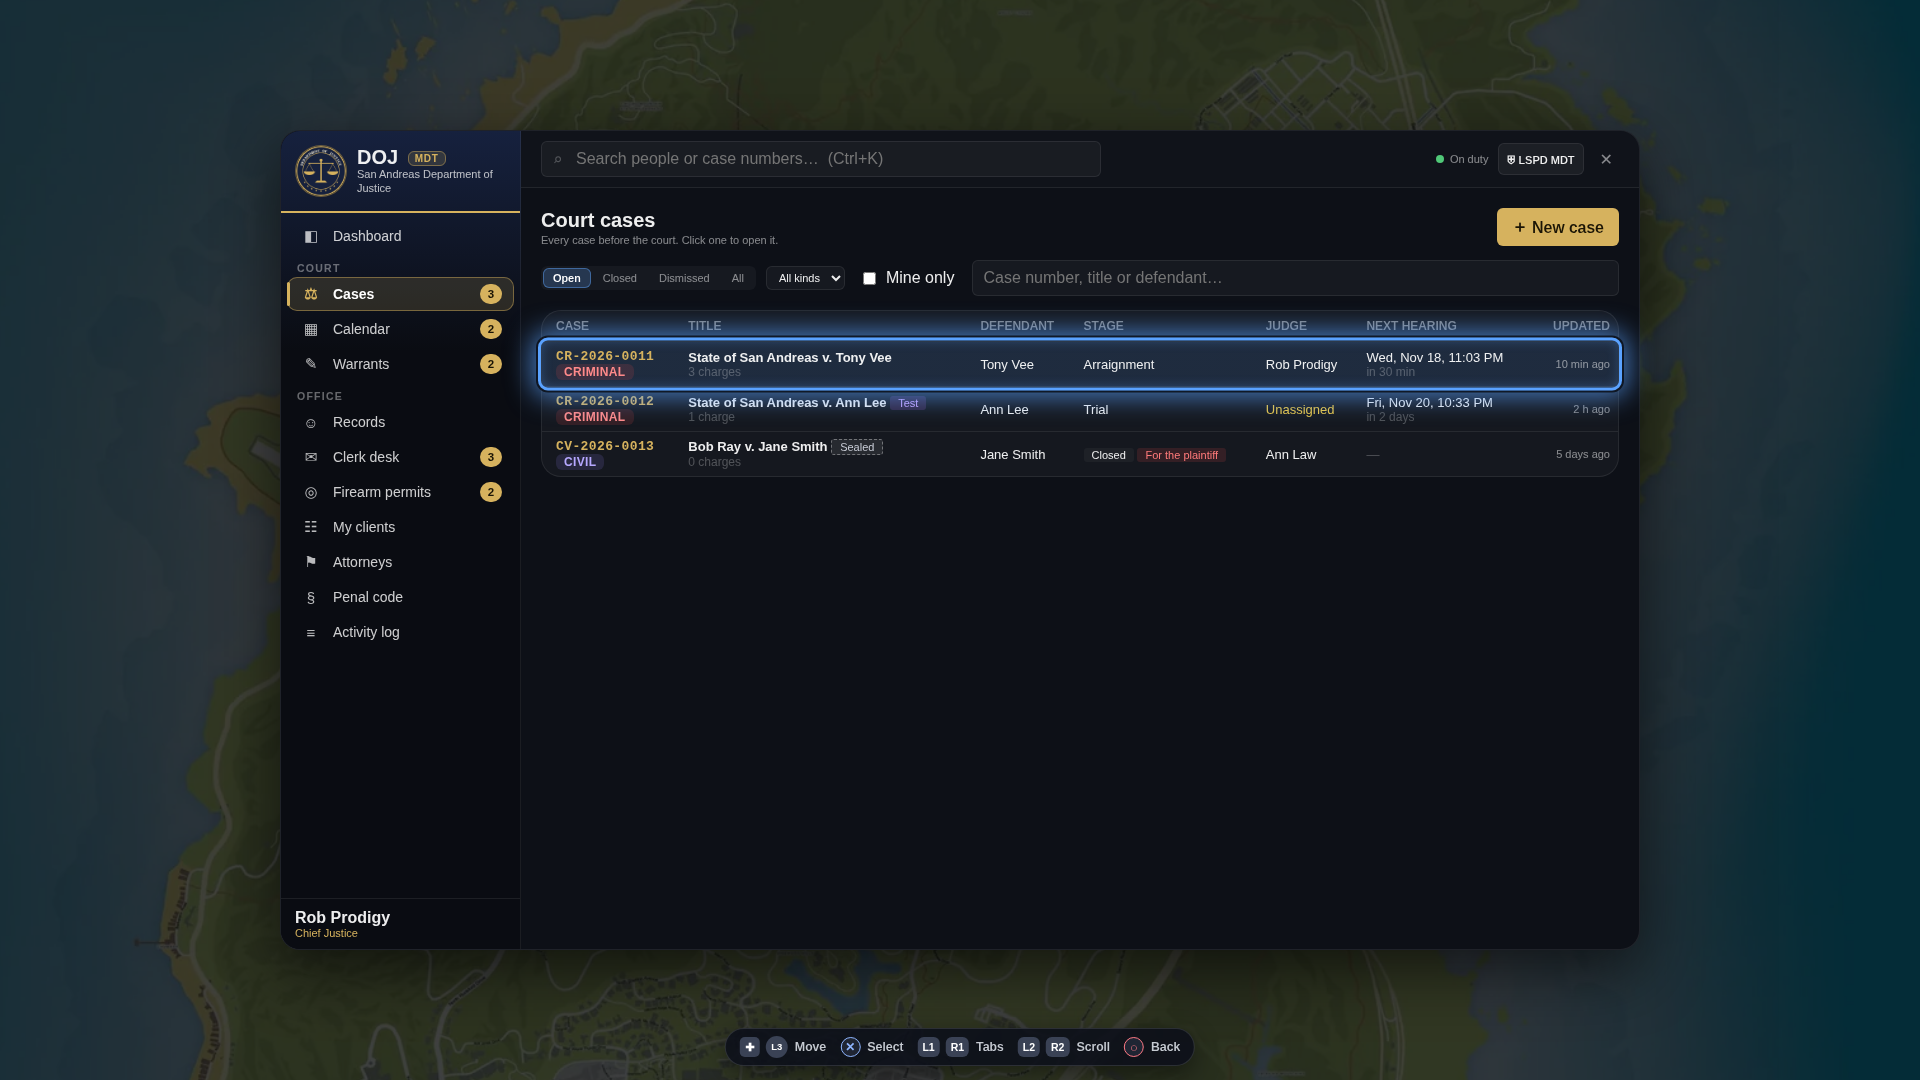 DOJ MDT
San Andreas Department of
Justice
Search people or case numbers… (Ctrl+K)
On duty
LSPD MDT
Dashboard
COURT
Cases 3
Calendar 2
Warrants 2
OFFICE
Records
Clerk desk 3
Firearm permits 2
My clients
Attorneys
Penal code
Activity log
Rob Prodigy
Chief Justice
Court cases
Every case before the court. Click one to open it.
+ New case
Open Closed Dismissed All All kinds Mine only Case number, title or defendant…
CASE TITLE DEFENDANT STAGE JUDGE NEXT HEARING UPDATED
CR-2026-0011 State of San Andreas v. Tony Vee Tony Vee Arraignment Rob Prodigy Wed, Nov 18, 11:03 PM 10 min ago
CRIMINAL 3 charges in 30 min
CR-2026-0012 State of San Andreas v. Ann Lee Test Ann Lee Trial Unassigned Fri, Nov 20, 10:33 PM 2 h ago
CRIMINAL 1 charge in 2 days
CV-2026-0013 Bob Ray v. Jane Smith Sealed Jane Smith Closed For the plaintiff Ann Law — 5 days ago
CIVIL 0 charges
L3 Move Select L1 R1 Tabs L2 R2 Scroll Back